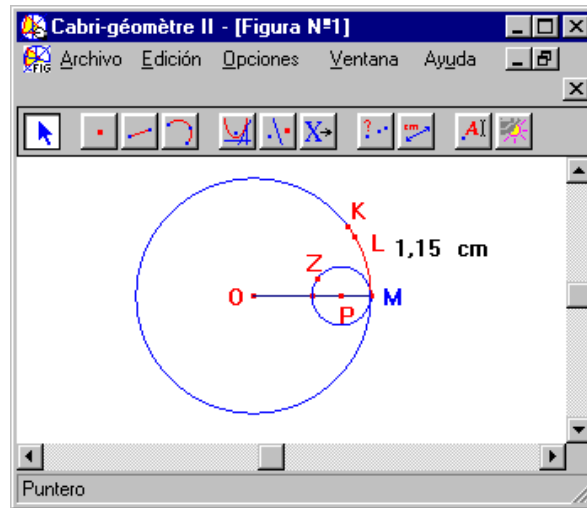 Cabri-géomètre II - [Figura Nº1]
Archivo Edición Opciones Ventana Ayuda
K
L 1,15 cm
Z
O M
P
Puntero